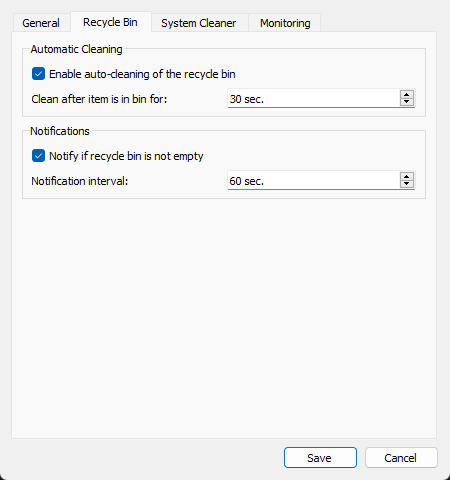 General Recycle Bin System Cleaner Monitoring
Automatic Cleaning
Enable auto-cleaning of the recycle bin
Clean after item is in bin for: 30 sec.
Notifications
Notify if recycle bin is not empty
Notification interval: 60 sec.
Save Cancel